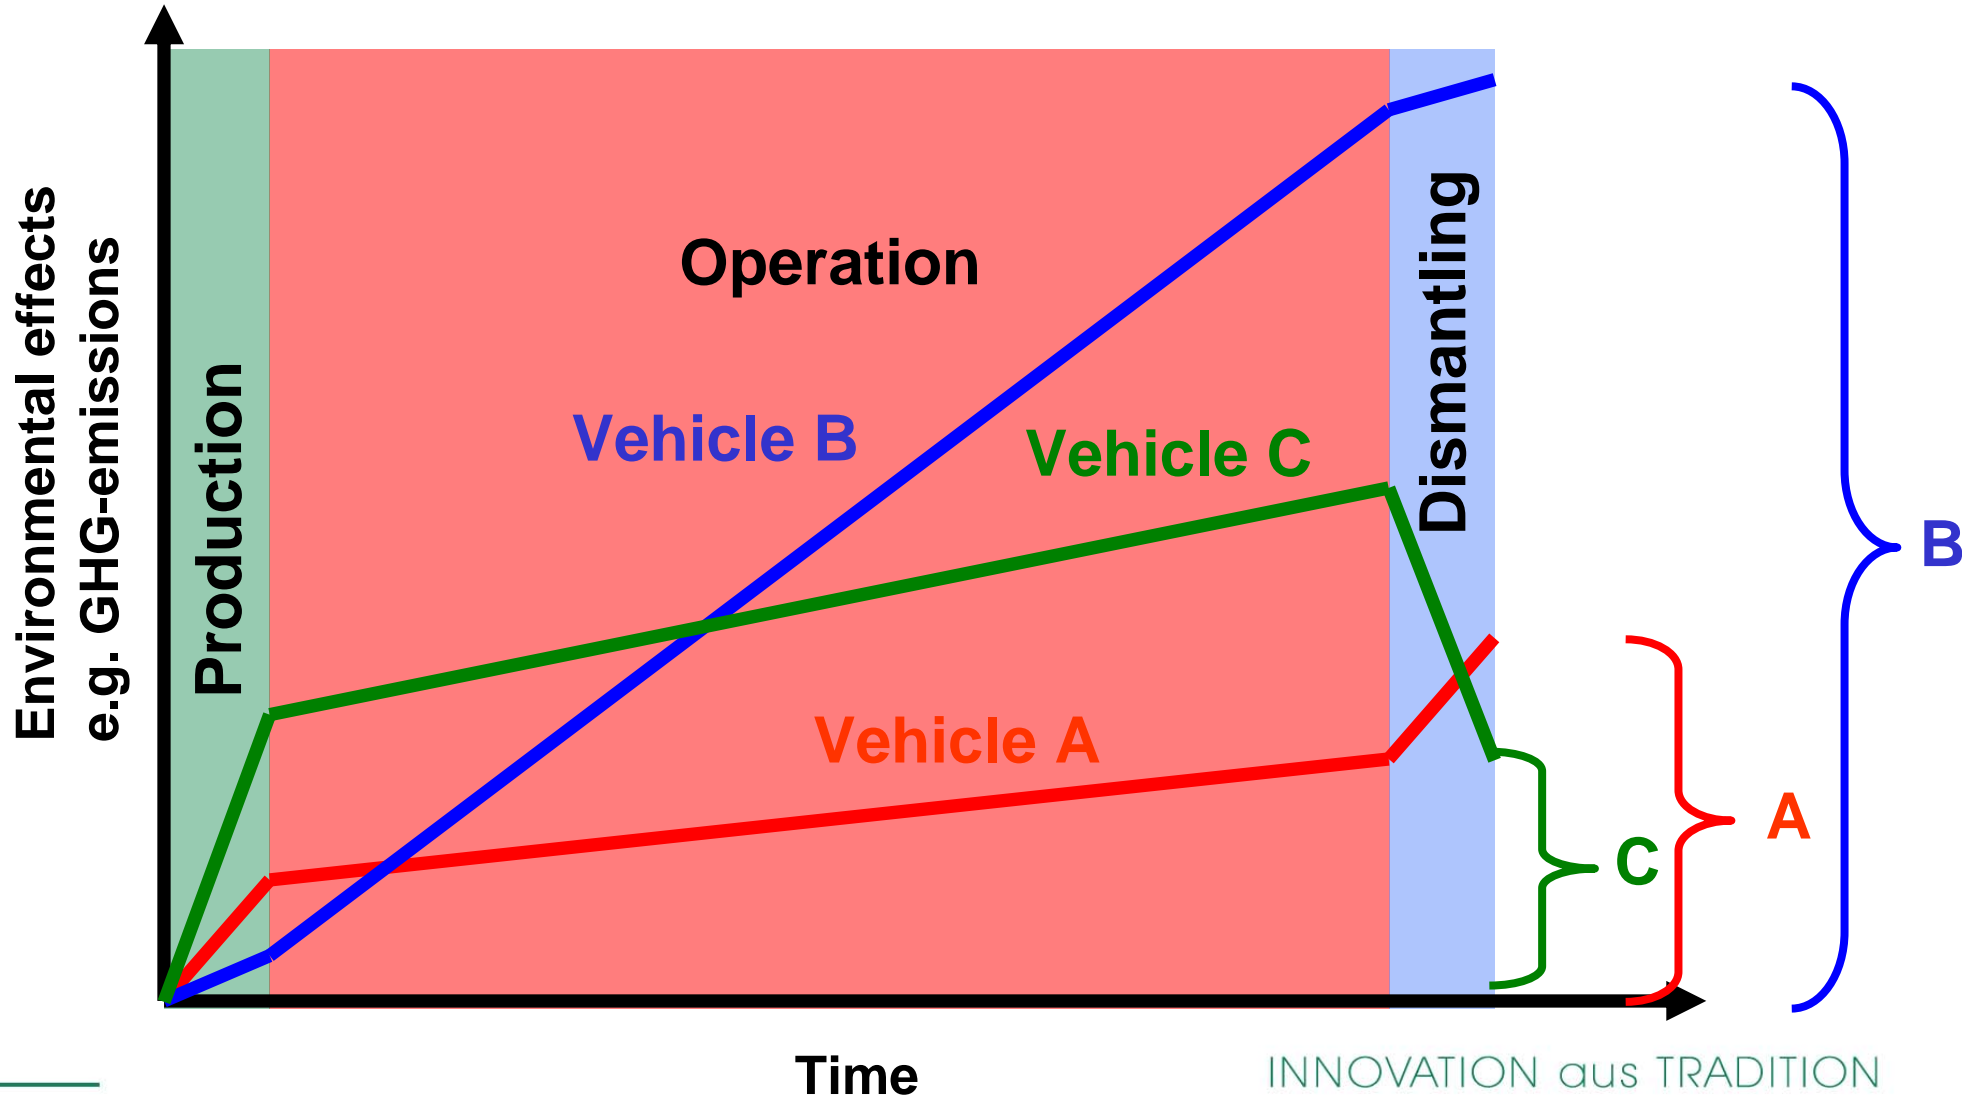 Environmental effects
e.g. GHG-emissions
Production
Operation
Dismantling
Vehicle B
Vehicle C
Vehicle A
B
A
C
Time
INNOVATION aus TRADITION